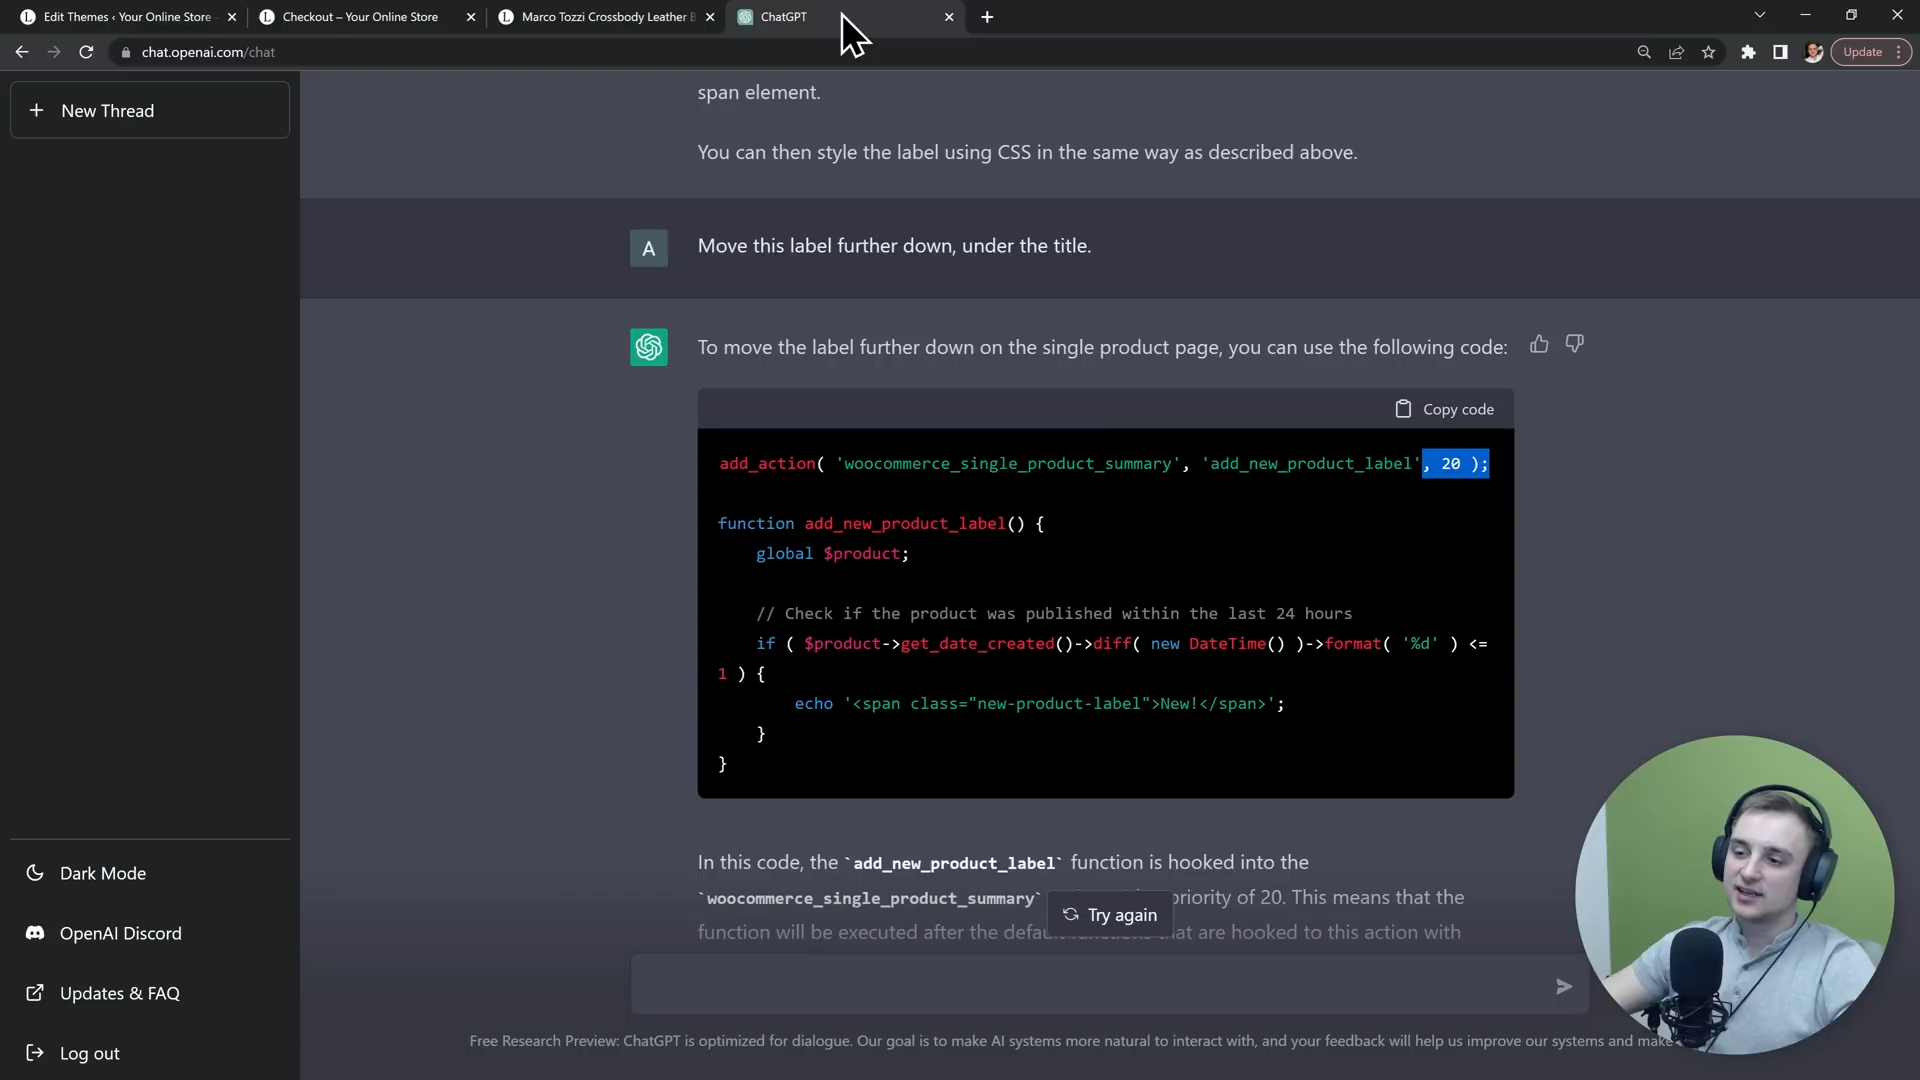 Edit Themes ‹ Your Online Store -
Checkout – Your Online Store
Marco Tozzi Crossbody Leather B
ChatGPT
chat.openai.com/chat
Update
New Thread
span element.
You can then style the label using CSS in the same way as described above.
A
Move this label further down, under the title.
To move the label further down on the single product page, you can use the following code:
Copy code
add_action( 'woocommerce_single_product_summary', 'add_new_product_label', 20 );
function add_new_product_label() {
global $product;
// Check if the product was published within the last 24 hours
if ( $product->get_date_created()->diff( new DateTime() )->format( '%d' ) <=
1 ) {
echo '<span class="new-product-label">New!</span>';
}
}
In this code, the `add_new_product_label` function is hooked into the
`woocommerce_single_product_summary` priority of 20. This means that the
Try again
function will be executed after the default functions that are hooked to this action with
Dark Mode
OpenAI Discord
Updates & FAQ
Log out
Free Research Preview: ChatGPT is optimized for dialogue. Our goal is to make AI systems more natural to interact with, and your feedback will help us improve our systems and make